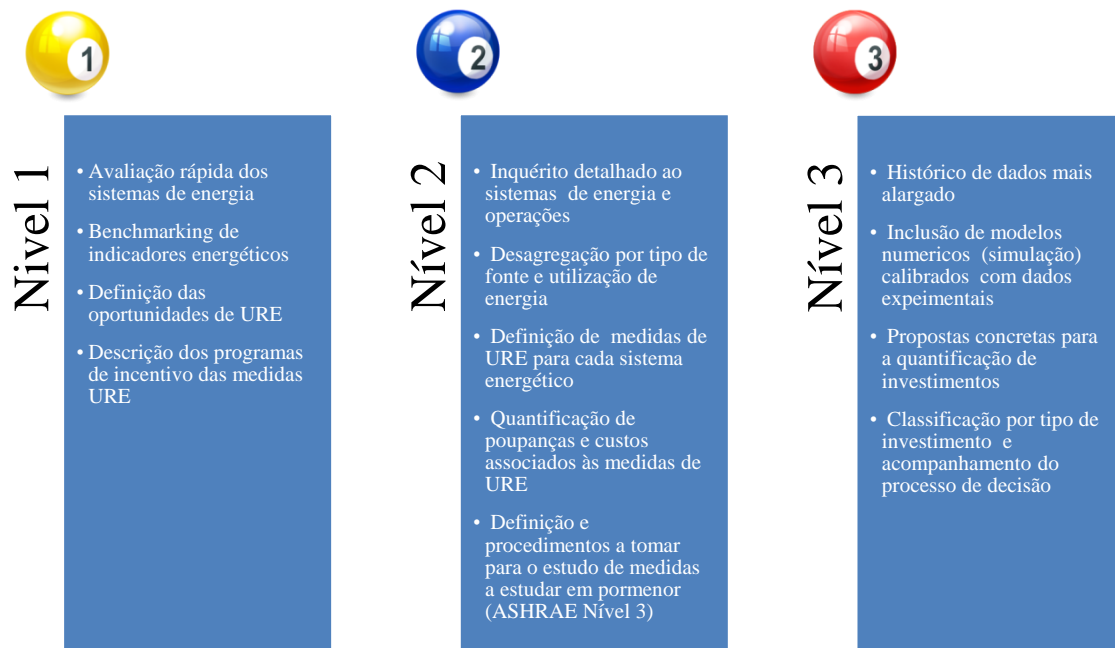 1
Nivel 1
• Avaliação rápida dos
sistemas de energia
• Benchmarking de
indicadores energéticos
• Definição das
oportunidades de URE
• Descrição dos programas
de incentivo das medidas
URE
2
Nível 2
• Inquérito detalhado ao
sistemas de energia e
operações
• Desagregação por tipo de
fonte e utilização de
energia
• Definição de medidas de
URE para cada sistema
energético
• Quantificação de
poupanças e custos
associados às medidas de
URE
• Definição e
procedimentos a tomar
para o estudo de medidas
a estudar em pormenor
(ASHRAE Nível 3)
3
Nível 3
• Histórico de dados mais
alargado
• Inclusão de modelos
numericos (simulação)
calibrados com dados
expeimentais
• Propostas concretas para
a quantificação de
investimentos
• Classificação por tipo de
investimento e
acompanhamento do
processo de decisão